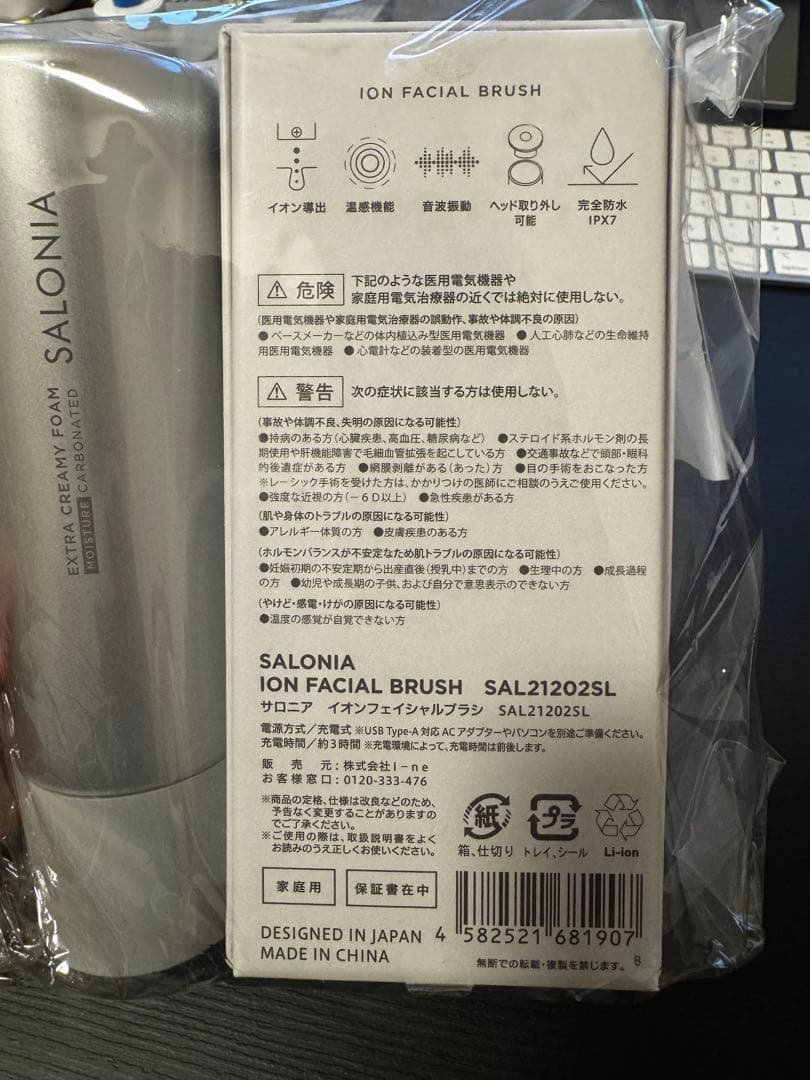 SALONIA
EXTRA CREAMY FOAM
MOISTURE CARBONATED
ION FACIAL BRUSH
イオン導出
温感機能
音波振動
ヘッド取り外し
可能
完全防水
IPX7
⚠ 危険
下記のような医用電気機器や
家庭用電気治療器の近くでは絶対に使用しない。
(医用電気機器や家庭用電気治療器の誤動作、事故や体調不良の原因)
●ペースメーカーなどの体内植込み型医用電気機器 ●人工心肺などの生命維持
用医用電気機器 ●心電計などの装着型の医用電気機器
⚠ 警告
次の症状に該当する方は使用しない。
(事故や体調不良、失明の原因になる可能性)
●持病のある方(心臓疾患、高血圧、糖尿病など) ●ステロイド系ホルモン剤の長
期使用や肝機能障害で毛細血管拡張を起こしている方 ●交通事故などで頭部・眼科
的後遺症がある方 ●網膜剥離がある(あった)方 ●目の手術をおこなった方
※レーシック手術を受けた方は、かかりつけの医師にご相談のうえご使用ください。
●強度な近視の方(−6D以上) ●急性疾患がある方
(肌や身体のトラブルの原因になる可能性)
●アレルギー体質の方 ●皮膚疾患のある方
(ホルモンバランスが不安定なため肌トラブルの原因になる可能性)
●妊娠初期の不安定期から出産直後(授乳中)までの方 ●生理中の方 ●成長過程
の方 ●幼児や成長期の子供、および自分で意思表示のできない方
(やけど・感電・けがの原因になる可能性)
●温度の感覚が自覚できない方
SALONIA
ION FACIAL BRUSH SAL21202SL
サロニア イオンフェイシャルブラシ SAL21202SL
電源方式/充電式 ※USB Type-A 対応 AC アダプターやパソコンを別途ご準備ください。
充電時間/約3時間 ※充電環境によって、充電時間は前後します。
販売元:株式会社I-ne
お客様窓口:0120-333-476
※商品の定格、仕様は改良などのため、
予告なく変更することがありますの
でご了承ください。
※ご使用の際は、取扱説明書をよく
お読みのうえ正しくお使いください。
紙
箱、仕切り
プラ
トレイ、シール
Li-ion
家庭用
保証書在中
DESIGNED IN JAPAN
MADE IN CHINA
4 582521 681907
無断での転載・複製を禁じます。 B